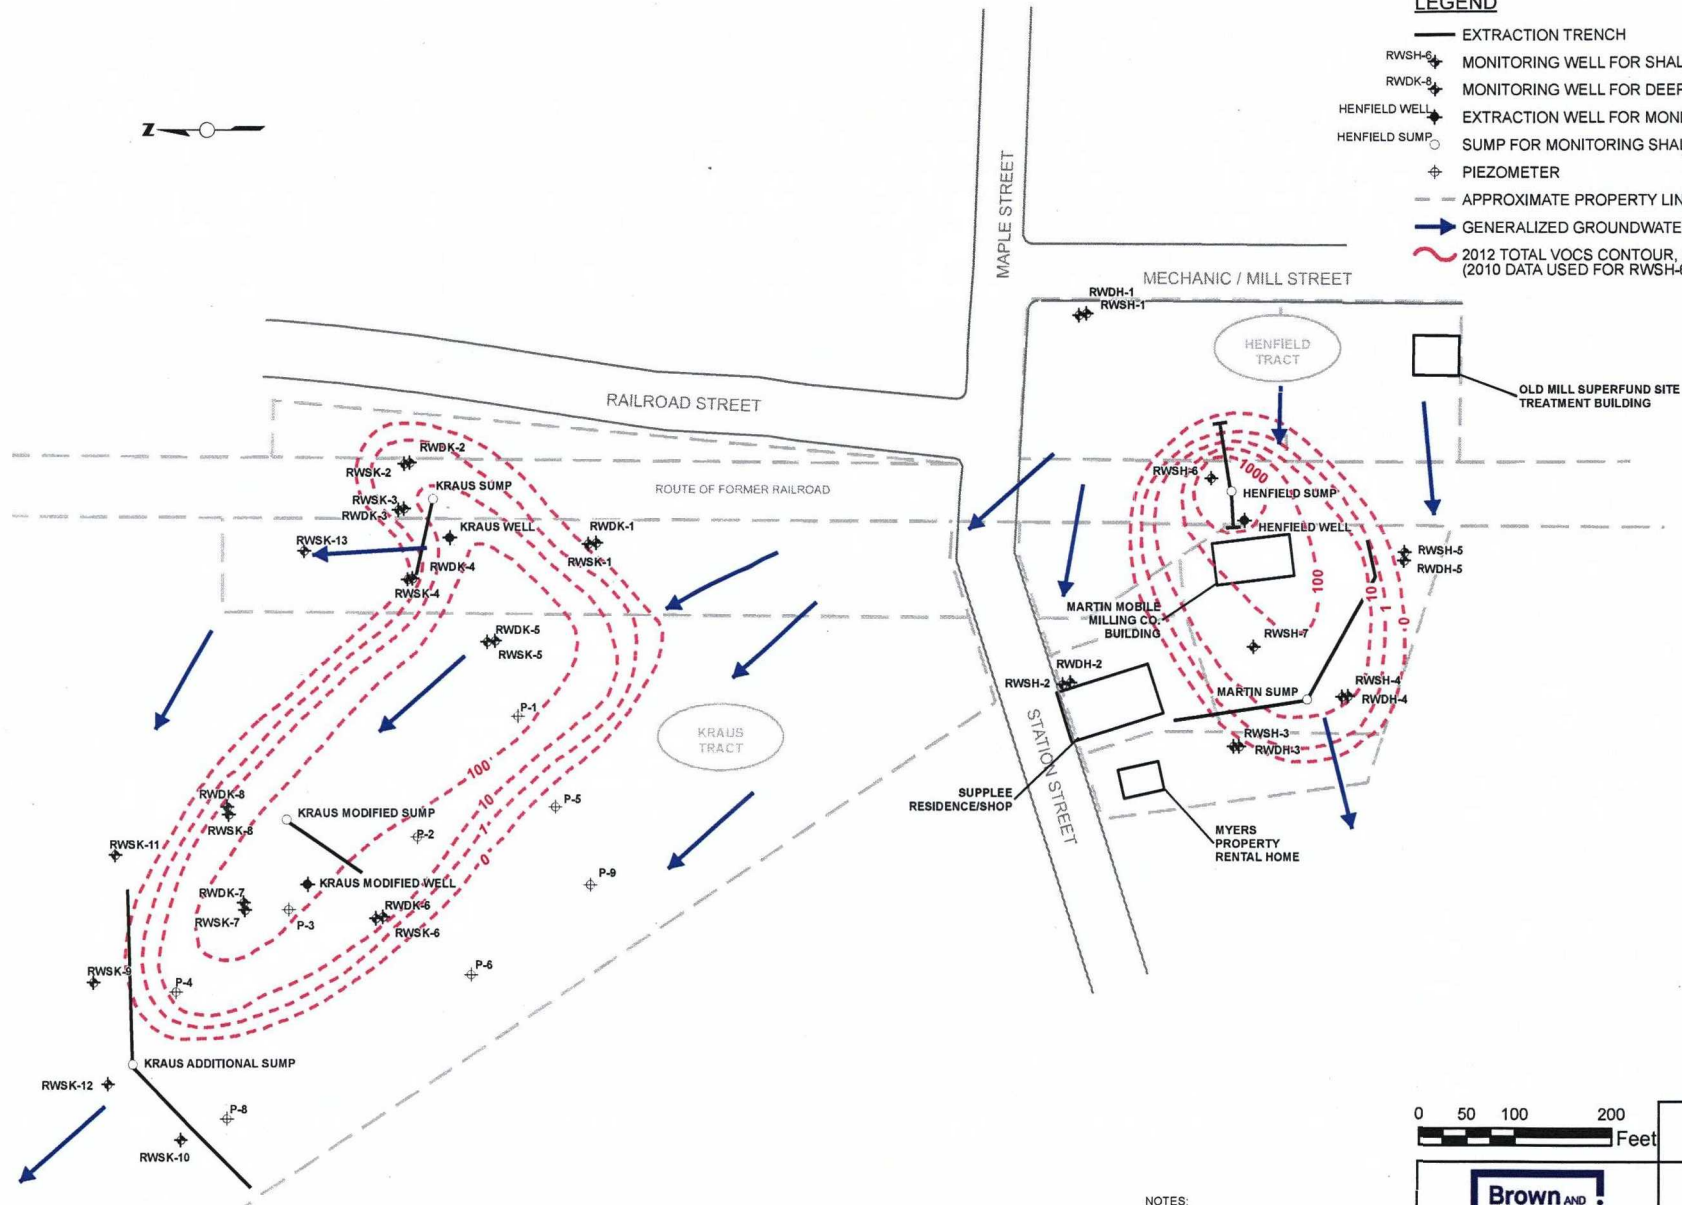 LEGEND
EXTRACTION TRENCH
RWSH-6
MONITORING WELL FOR SHAL
RWDK-8
MONITORING WELL FOR DEEP
HENFIELD WELL
EXTRACTION WELL FOR MONI
HENFIELD SUMP
SUMP FOR MONITORING SHAL
PIEZOMETER
APPROXIMATE PROPERTY LIN
GENERALIZED GROUNDWATE
2012 TOTAL VOCS CONTOUR,
(2010 DATA USED FOR RWSH-6
Z
MAPLE STREET
MECHANIC / MILL STREET
RWDH-1
RWSH-1
HENFIELD
TRACT
OLD MILL SUPERFUND SITE
TREATMENT BUILDING
RAILROAD STREET
ROUTE OF FORMER RAILROAD
RWDK-2
RWSK-2
KRAUS SUMP
RWSK-3
RWDK-3
KRAUS WELL
RWDK-1
RWSK-1
RWSK-13
RWDK-4
RWSK-4
RWDK-5
RWSK-5
P-1
KRAUS
TRACT
100
10
1
0
RWDK-8
RWSK-8
KRAUS MODIFIED SUMP
P-2
P-5
RWSK-11
KRAUS MODIFIED WELL
P-9
RWDK-7
RWSK-7
P-3
RWDK-6
RWSK-6
RWSK-9
P-4
P-6
KRAUS ADDITIONAL SUMP
RWSK-12
P-8
RWSK-10
RWSH-6
1000
HENFIELD SUMP
HENFIELD WELL
RWSH-5
RWDH-5
100
10
1
0
MARTIN MOBILE
MILLING CO.
BUILDING
RWSH-7
RWDH-2
RWSH-2
MARTIN SUMP
RWSH-4
RWDH-4
RWSH-3
RWDH-3
STATION STREET
SUPPLEE
RESIDENCE/SHOP
MYERS
PROPERTY
RENTAL HOME
0 50 100 200
Feet
NOTES:
Brown AND